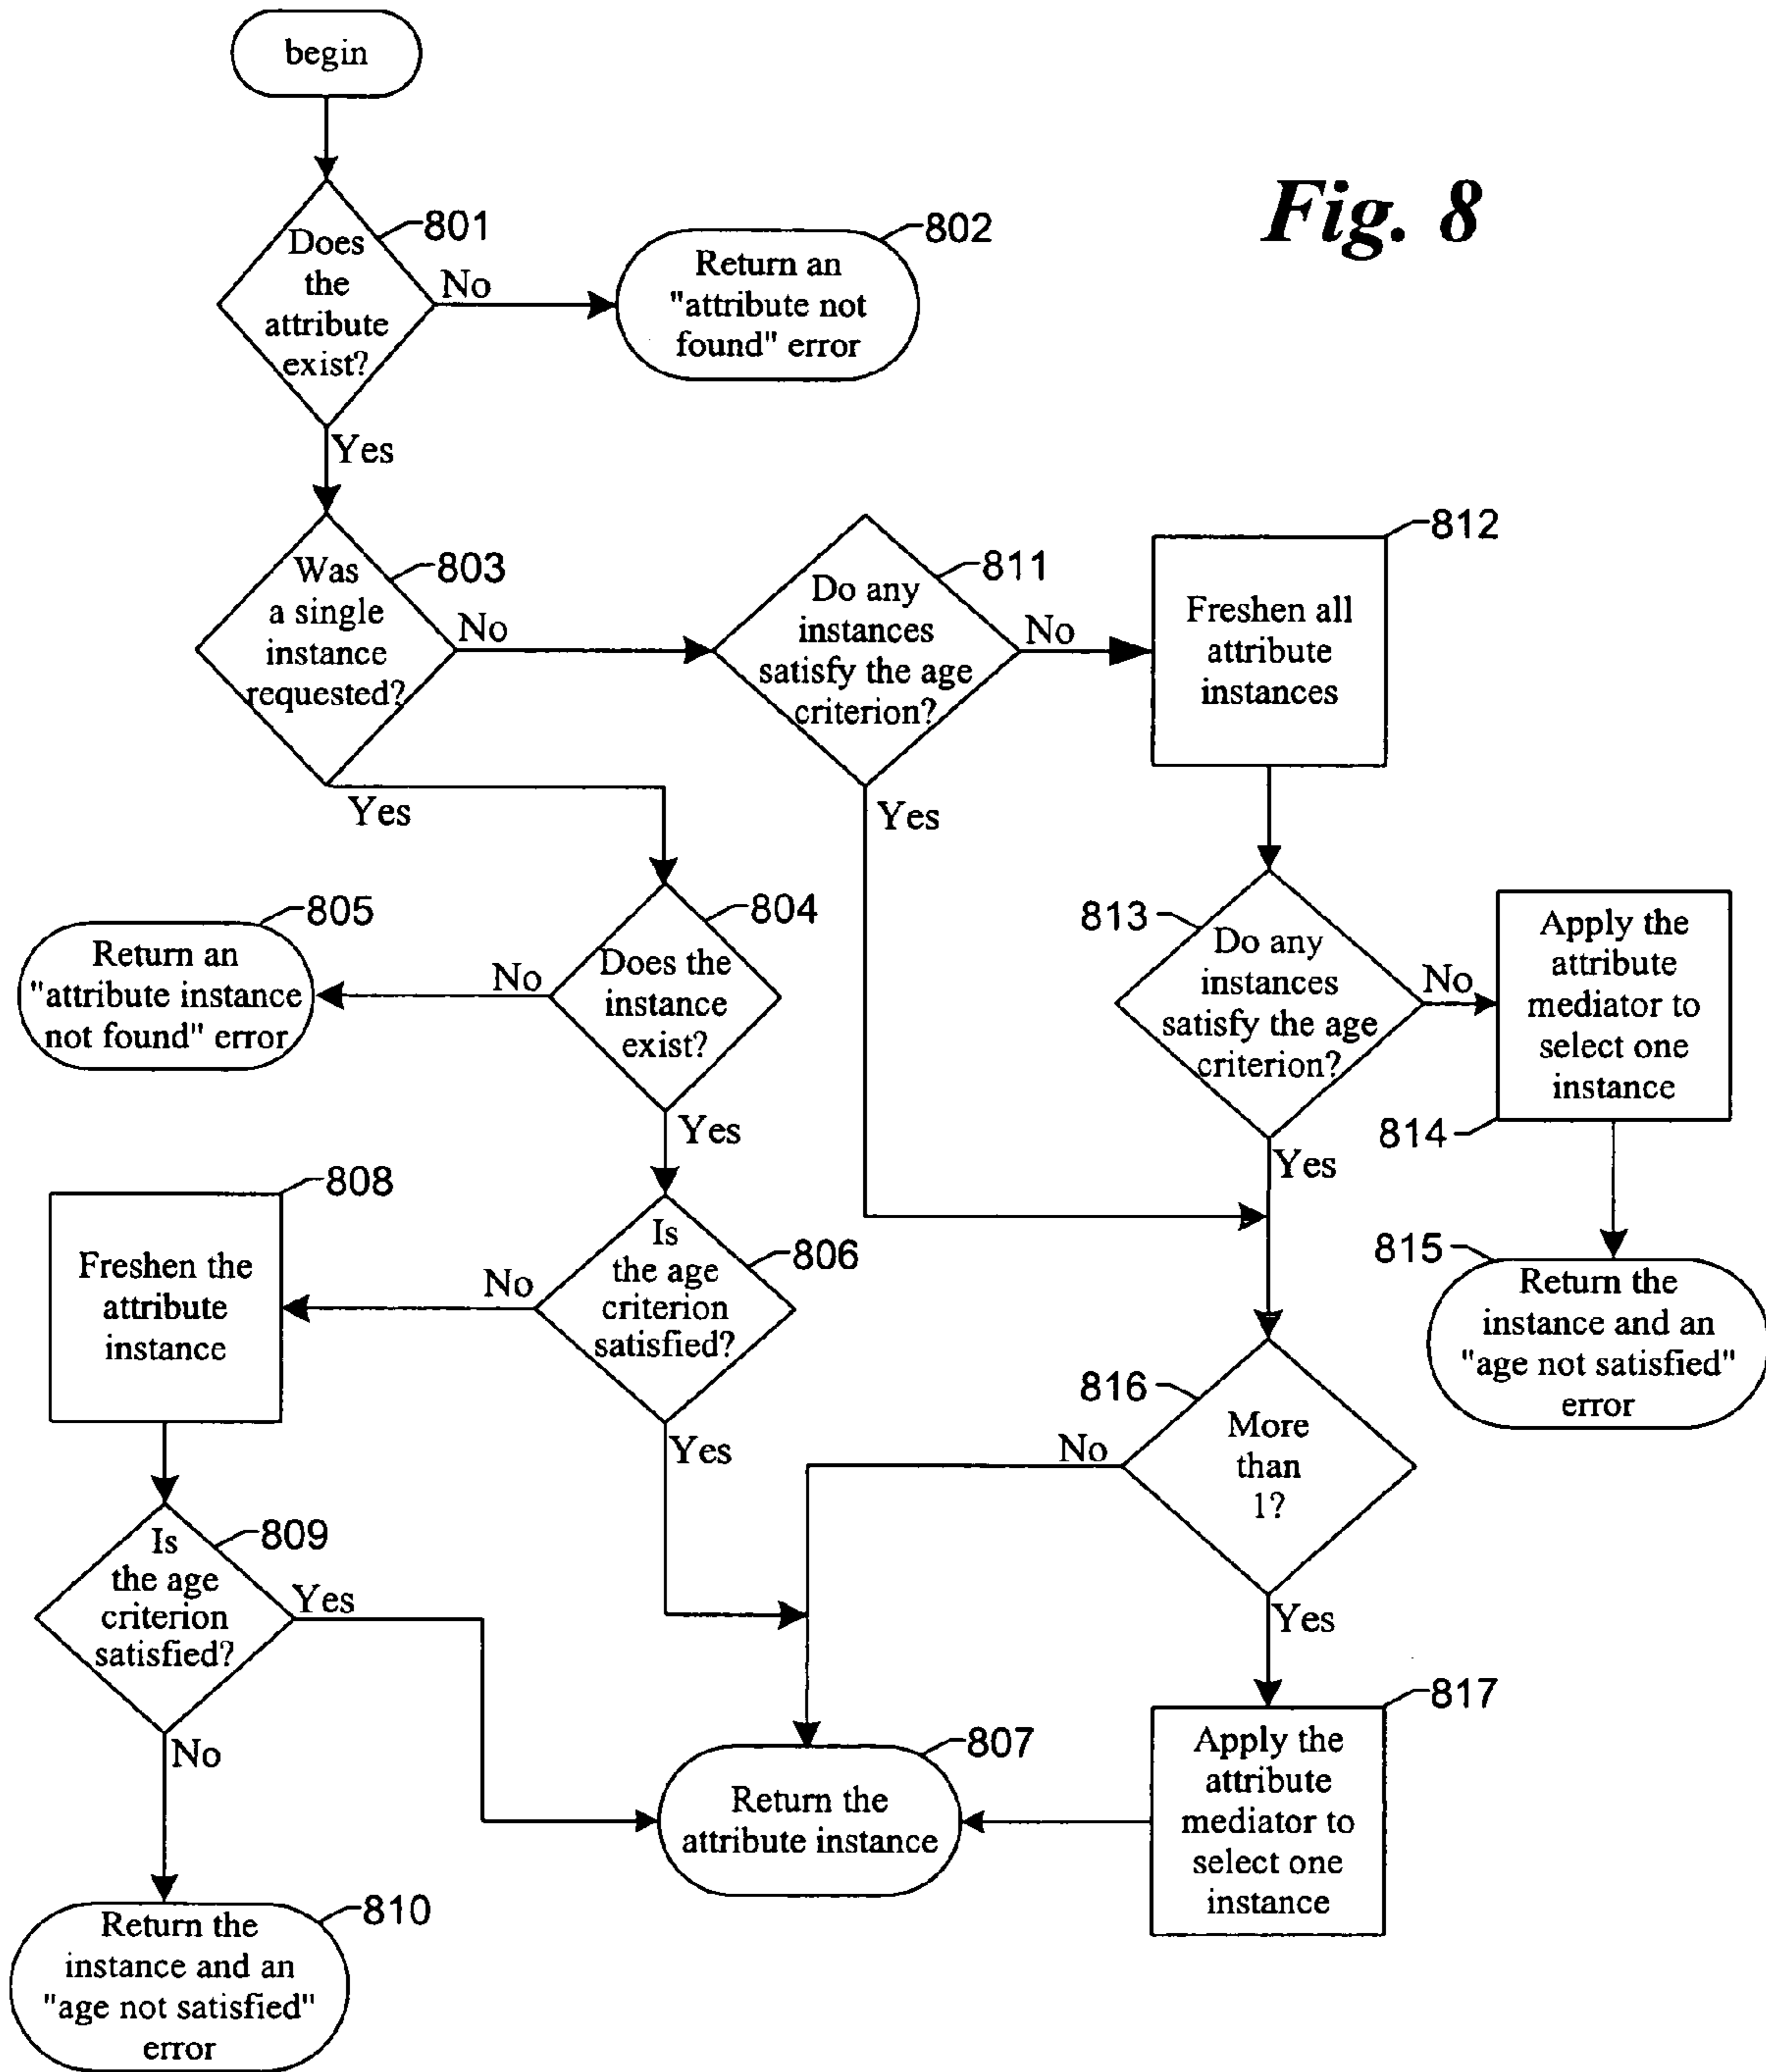 begin
Fig. 8
801
Does
the
attribute
exist?
No
802
Return an
"attribute not
found" error
Yes
803
Was
a single
instance
requested?
No
811
Do any
instances
satisfy the age
criterion?
No
812
Freshen all
attribute
instances
Yes
Yes
804
Does the
instance
exist?
No
805
Return an
"attribute instance
not found" error
813
Do any
instances
satisfy the age
criterion?
No
Apply the
attribute
mediator to
select one
instance
814
Yes
Yes
808
Freshen the
attribute
instance
No
806
Is
the age
criterion
satisfied?
815
Return the
instance and an
"age not satisfied"
error
Yes
816
More
than
1?
No
809
Is
the age
criterion
satisfied?
Yes
Yes
No
807
Return the
attribute instance
817
Apply the
attribute
mediator to
select one
instance
810
Return the
instance and an
"age not satisfied"
error